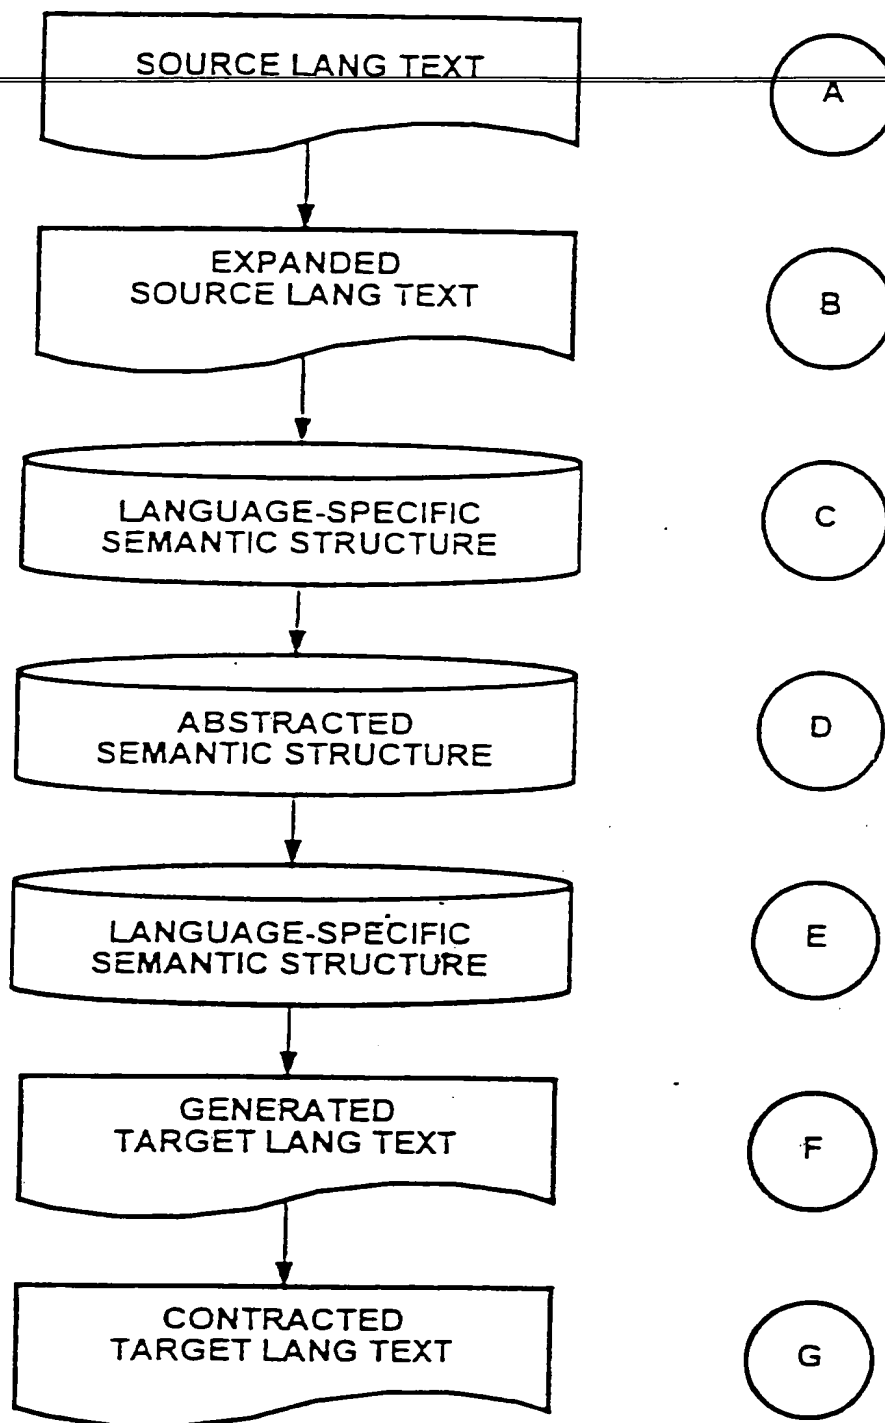 SOURCE LANG TEXT
A
EXPANDED
SOURCE LANG TEXT
B
LANGUAGE-SPECIFIC
SEMANTIC STRUCTURE
C
ABSTRACTED
SEMANTIC STRUCTURE
D
LANGUAGE-SPECIFIC
SEMANTIC STRUCTURE
E
GENERATED
TARGET LANG TEXT
F
CONTRACTED
TARGET LANG TEXT
G